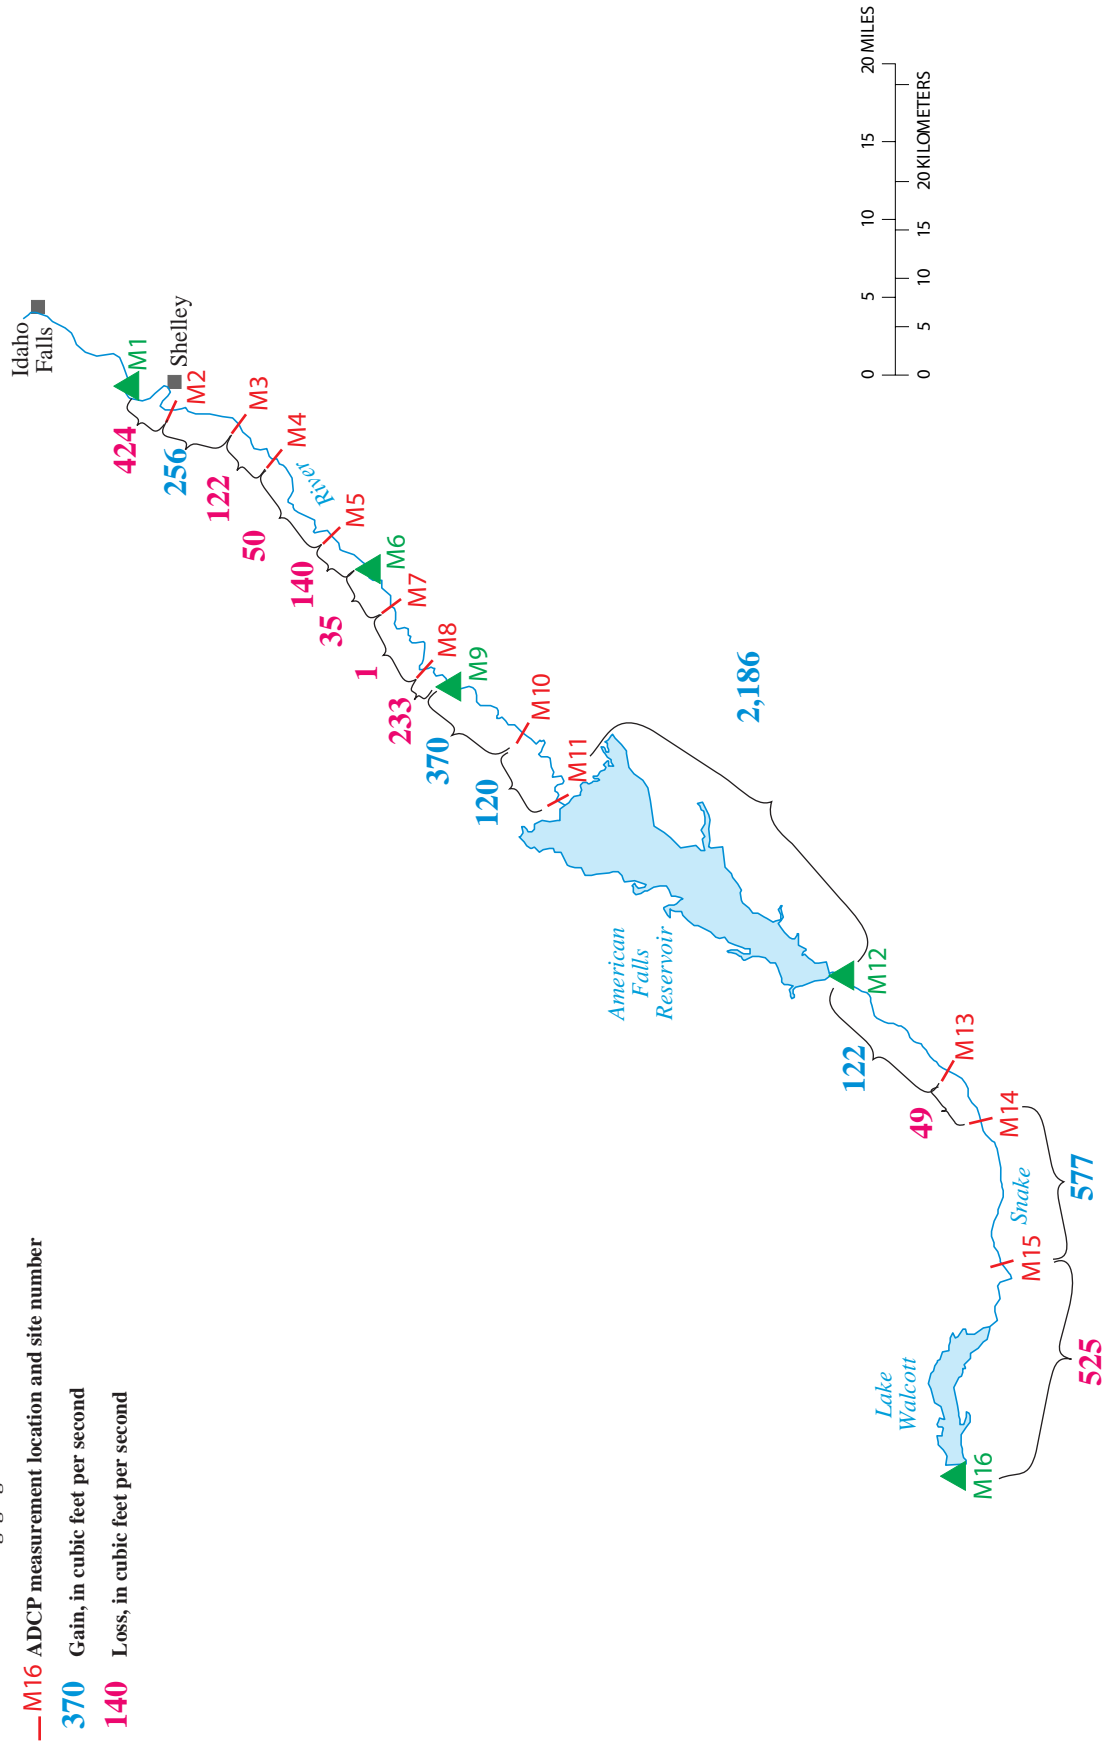 M16 ADCP measurement location and site number
370 Gain, in cubic feet per second
140 Loss, in cubic feet per second
Idaho
Falls
M1
Shelley
424
M2
256
M3
122
M4
50
River
M5
140
M6
35
M7
1
M8
233
M9
370
M10
120
M11
2,186
American
Falls
Reservoir
M12
122
M13
49
M14
577
Snake
M15
525
Lake
Walcott
M16
0 5 10 15 20 MILES
0 5 10 15 20 KILOMETERS